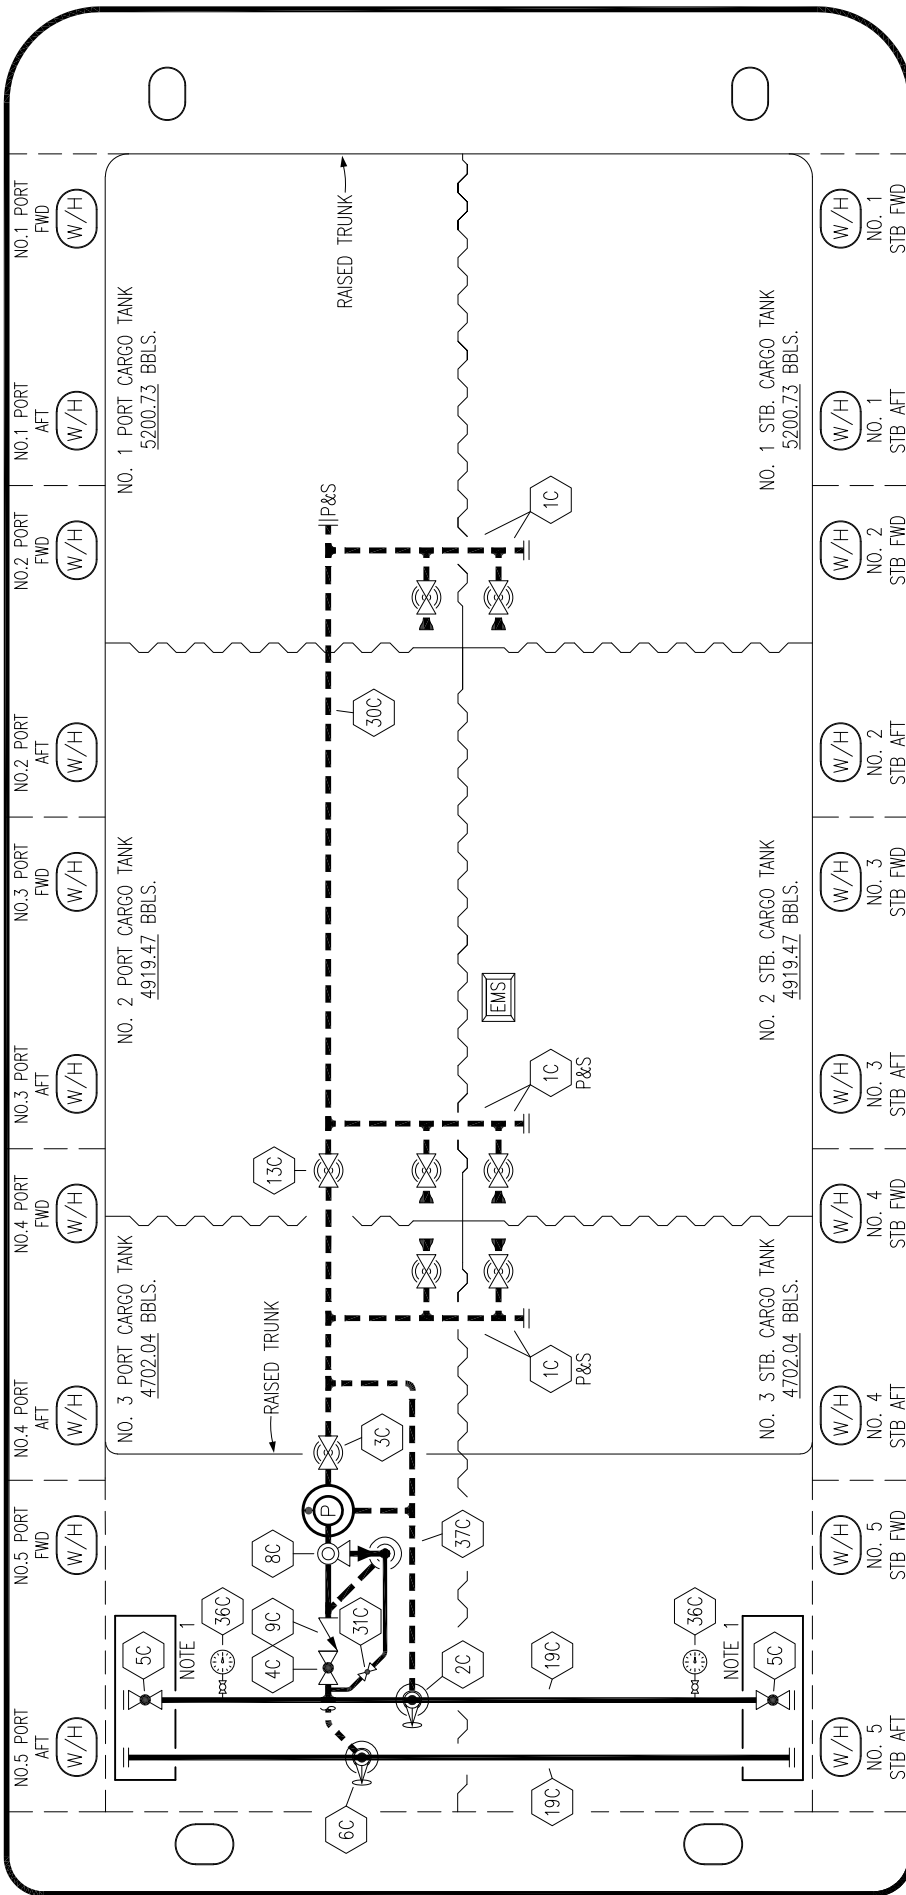 NO.5 PORT
AFT
W/H
NO.5 PORT
FWD
W/H
NO.4 PORT
AFT
W/H
NO.4 PORT
FWD
W/H
NO.3 PORT
AFT
W/H
NO.3 PORT
FWD
W/H
NO.2 PORT
AFT
W/H
NO.2 PORT
FWD
W/H
NO.1 PORT
AFT
W/H
NO.1 PORT
FWD
W/H
NO. 3 PORT CARGO TANK
4702.04 BBLS.
NO. 2 PORT CARGO TANK
4919.47 BBLS.
NO. 1 PORT CARGO TANK
5200.73 BBLS.
5C
NOTE 1
36C
9C
4C
8C
31C
P
3C
RAISED TRUNK
13C
30C
P&S
RAISED TRUNK
6C
2C
37C
19C
19C
1C
P&S
1C
P&S
EMS
1C
36C
NOTE 1
5C
NO. 3 STB. CARGO TANK
4702.04 BBLS.
NO. 2 STB. CARGO TANK
4919.47 BBLS.
NO. 1 STB. CARGO TANK
5200.73 BBLS.
W/H
NO. 5
STB AFT
W/H
NO. 5
STB FWD
W/H
NO. 4
STB AFT
W/H
NO. 4
STB FWD
W/H
NO. 3
STB AFT
W/H
NO. 3
STB FWD
W/H
NO. 2
STB AFT
W/H
NO. 2
STB FWD
W/H
NO. 1
STB AFT
W/H
NO. 1
STB FWD